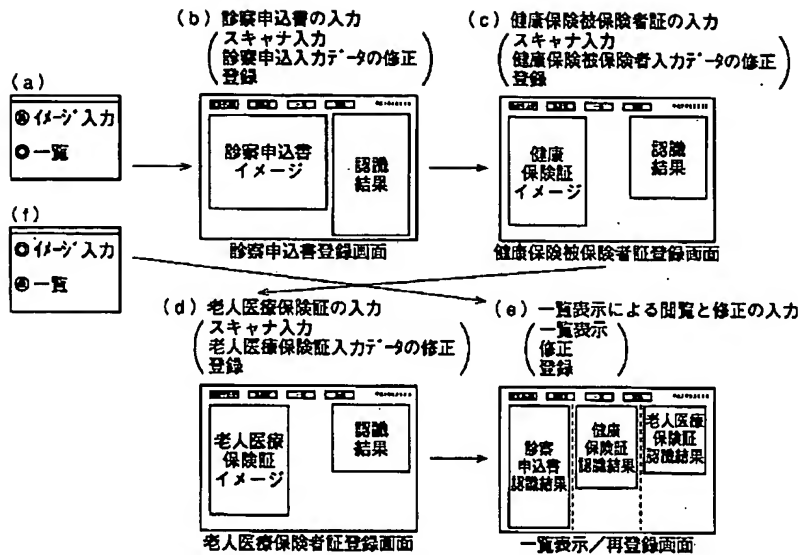 (b) 診察申込書の入力
スキャナ入力
診察申込入力データの修正
登録
(c) 健康保険被保険者証の入力
スキャナ入力
健康保険被保険者入力データの修正
登録
(a)
イメージ入力
一覧
診察申込書
イメージ
認識
結果
診察申込書登録画面
健康
保険証
イメージ
認識
結果
健康保険被保険者証登録画面
(f)
イメージ入力
一覧
(d) 老人医療保険証の入力
スキャナ入力
老人医療保険証入力データの修正
登録
(e) 一覧表示による閲覧と修正の入力
一覧表示
修正
登録
老人医療
保険証
イメージ
認識
結果
老人医療保険者証登録画面
診察
申込書
認識結果
健康
保険証
認識結果
老人医療
保険証
認識結果
一覧表示/再登録画面